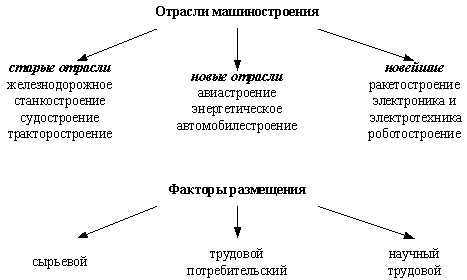 Отрасли машиностроения
старые отрасли
железнодорожное
станкостроение
судостроение
тракторостроение
новые отрасли
авиастроение
энергетическое
автомобилестроение
новейшие
ракетостроение
электроника и
электротехника
роботостроение
Факторы размещения
сырьевой
трудовой
потребительский
научный
трудовой